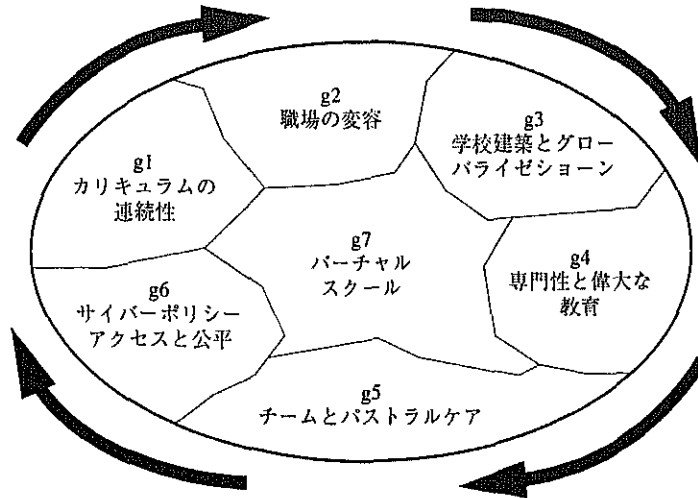 g1
カリキュラムの
連続性
g2
職場の変容
g3
学校建築とグロー
バライゼショーン
g4
専門性と偉大な
教育
g5
チームとパストラルケア
g6
サイバーポリシー
アクセスと公平
g7
バーチャル
スクール